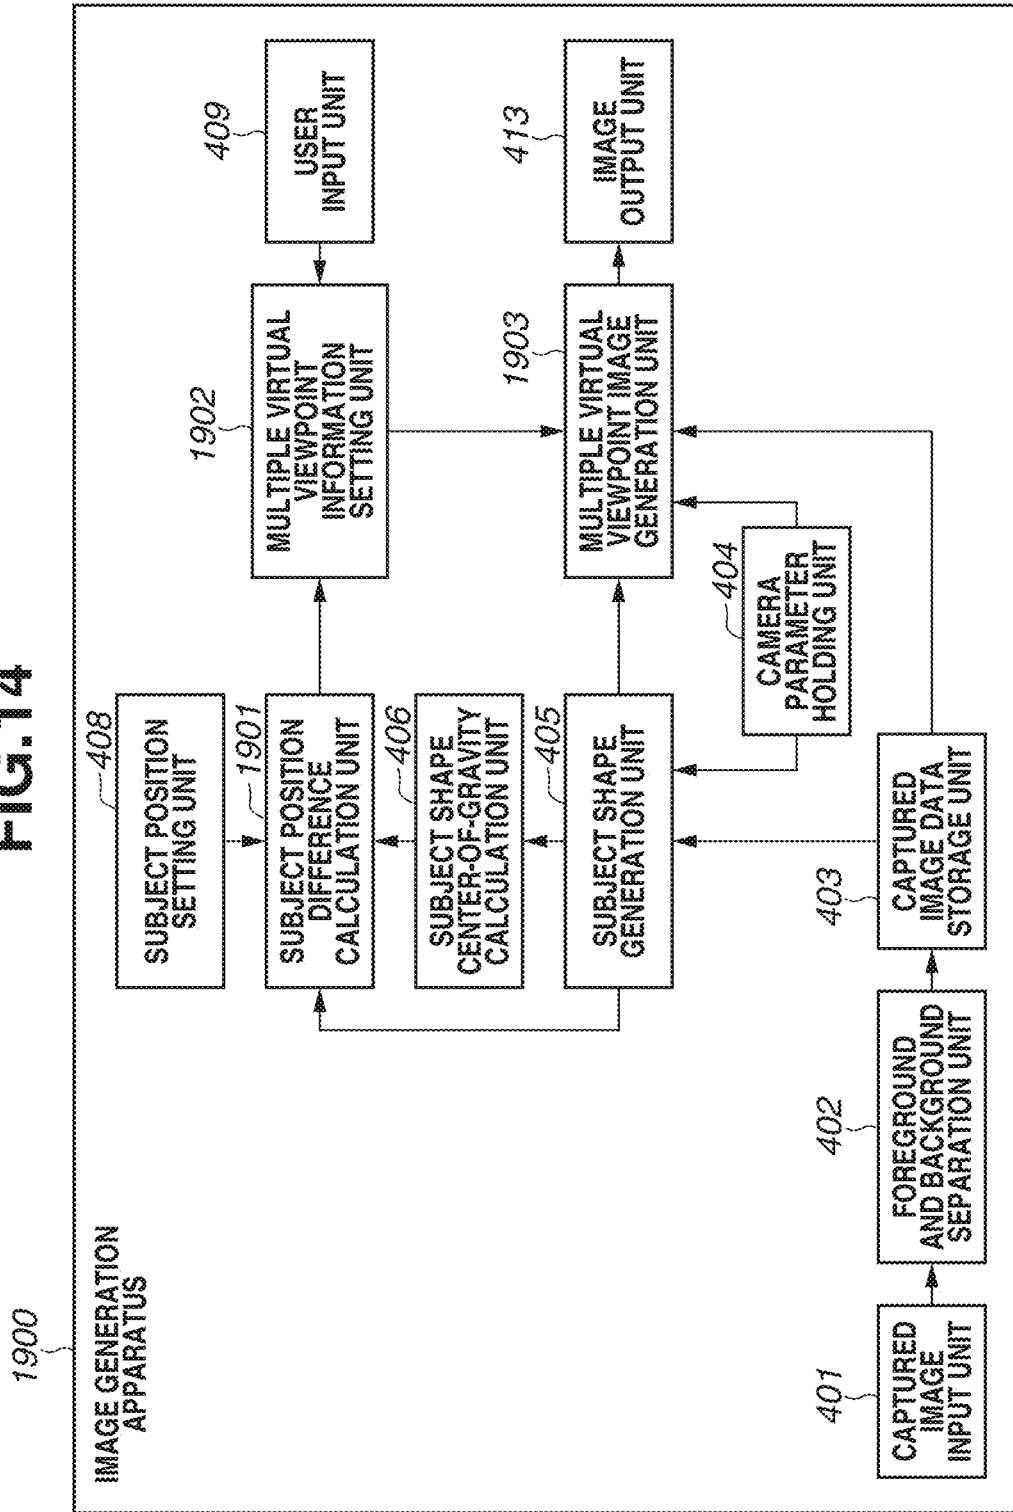 FIG.14
1900
IMAGE GENERATION
APPARATUS
408
SUBJECT POSITION
SETTING UNIT
1901
SUBJECT POSITION
DIFFERENCE
CALCULATION UNIT
406
SUBJECT SHAPE
CENTER-OF-GRAVITY
CALCULATION UNIT
405
SUBJECT SHAPE
GENERATION UNIT
1902
MULTIPLE VIRTUAL
VIEWPOINT
INFORMATION
SETTING UNIT
409
USER
INPUT UNIT
1903
MULTIPLE VIRTUAL
VIEWPOINT IMAGE
GENERATION UNIT
413
IMAGE
OUTPUT UNIT
404
CAMERA
PARAMETER
HOLDING UNIT
401
CAPTURED
IMAGE
INPUT UNIT
402
FOREGROUND
AND BACKGROUND
SEPARATION UNIT
403
CAPTURED
IMAGE DATA
STORAGE UNIT